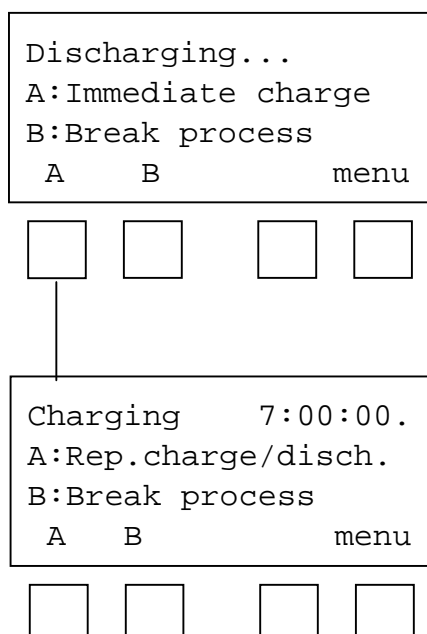 Discharging...
A:Immediate charge
B:Break process
A B menu
Charging 7:00:00.
A:Rep.charge/disch.
B:Break process
A B menu